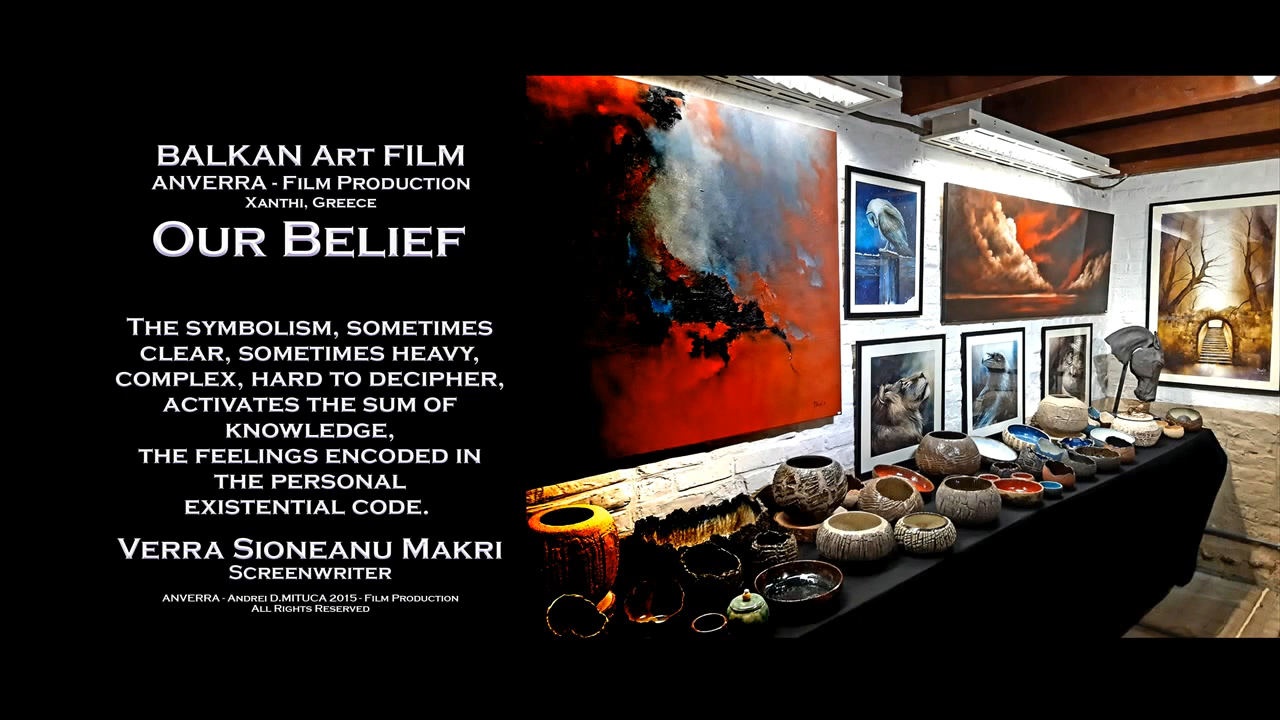 BALKAN Art FILM
ANVERRA - Film Production
Xanthi, Greece
Our Belief
The symbolism, sometimes
clear, sometimes heavy,
complex, hard to decipher,
activates the sum of
knowledge,
the feelings encoded in
the personal
existential code.
Verra Sioneanu Makri
Screenwriter
ANVERRA - Andrei D.MITUCA 2015 - Film Production
All Rights Reserved